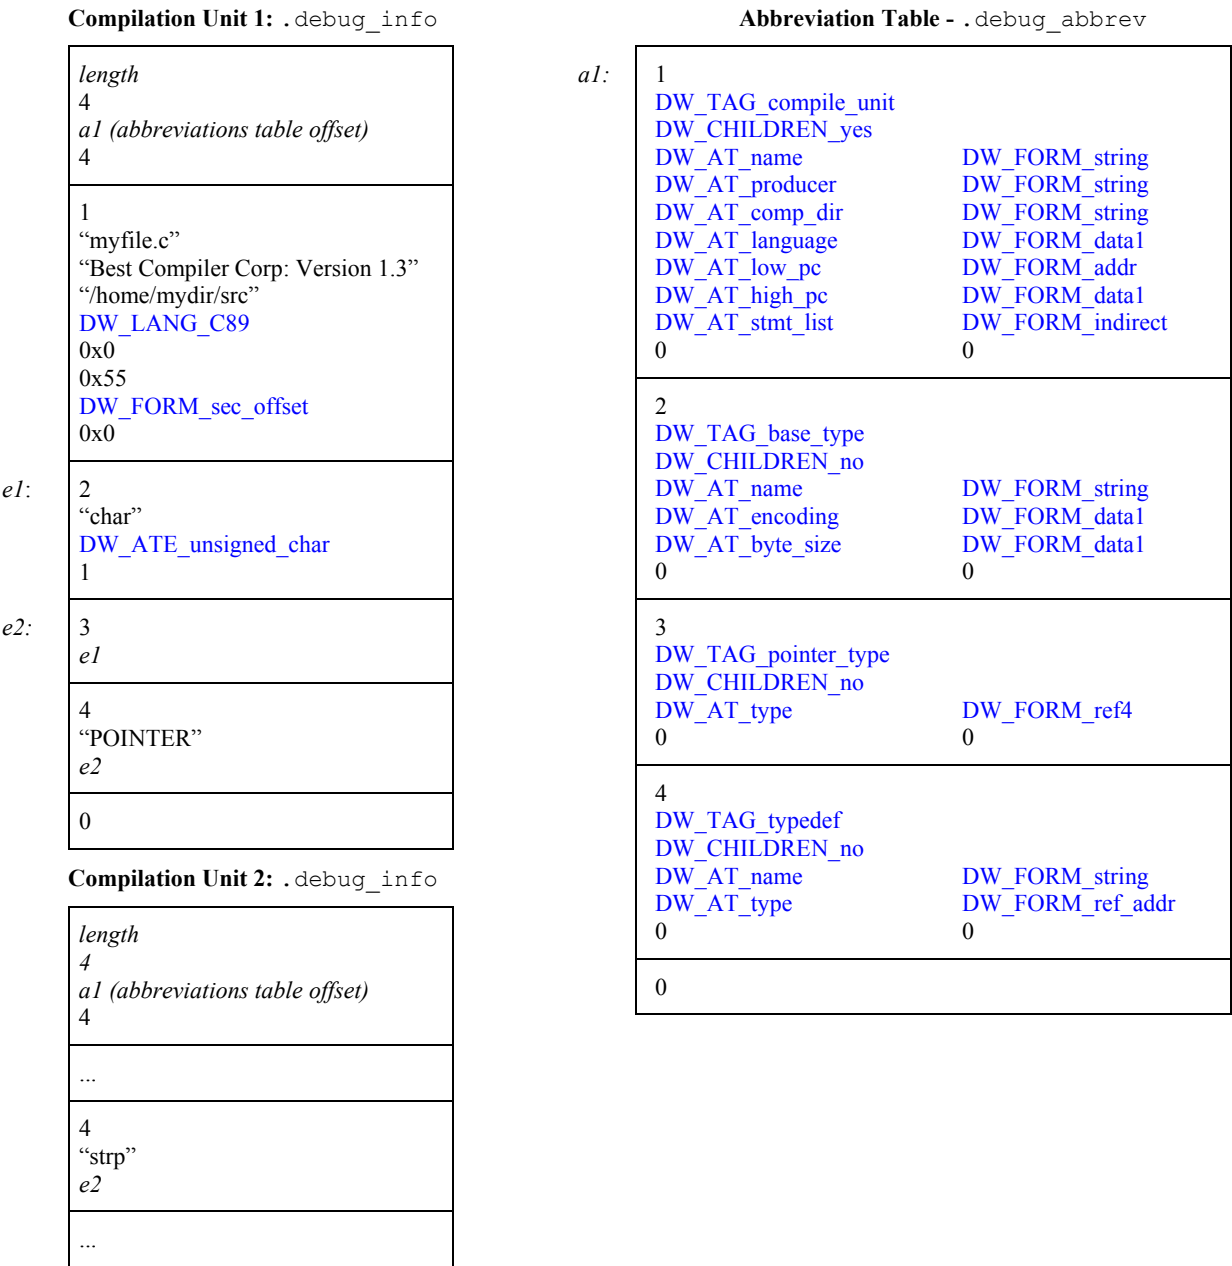 Compilation Unit 1: .debug_info
length
4
a1 (abbreviations table offset)
4
1
“myfile.c”
“Best Compiler Corp: Version 1.3”
“/home/mydir/src”
DW_LANG_C89
0x0
0x55
DW_FORM_sec_offset
0x0
e1: 2
“char”
DW_ATE_unsigned_char
1
e2: 3
e1
4
“POINTER”
e2
0
Compilation Unit 2: .debug_info
length
4
a1 (abbreviations table offset)
4
...
4
“strp”
e2
...
Abbreviation Table - .debug_abbrev
a1: 1
DW_TAG_compile_unit
DW_CHILDREN_yes
DW_AT_name DW_FORM_string
DW_AT_producer DW_FORM_string
DW_AT_comp_dir DW_FORM_string
DW_AT_language DW_FORM_data1
DW_AT_low_pc DW_FORM_addr
DW_AT_high_pc DW_FORM_data1
DW_AT_stmt_list DW_FORM_indirect
0 0
2
DW_TAG_base_type
DW_CHILDREN_no
DW_AT_name DW_FORM_string
DW_AT_encoding DW_FORM_data1
DW_AT_byte_size DW_FORM_data1
0 0
3
DW_TAG_pointer_type
DW_CHILDREN_no
DW_AT_type DW_FORM_ref4
0 0
4
DW_TAG_typedef
DW_CHILDREN_no
DW_AT_name DW_FORM_string
DW_AT_type DW_FORM_ref_addr
0 0
0